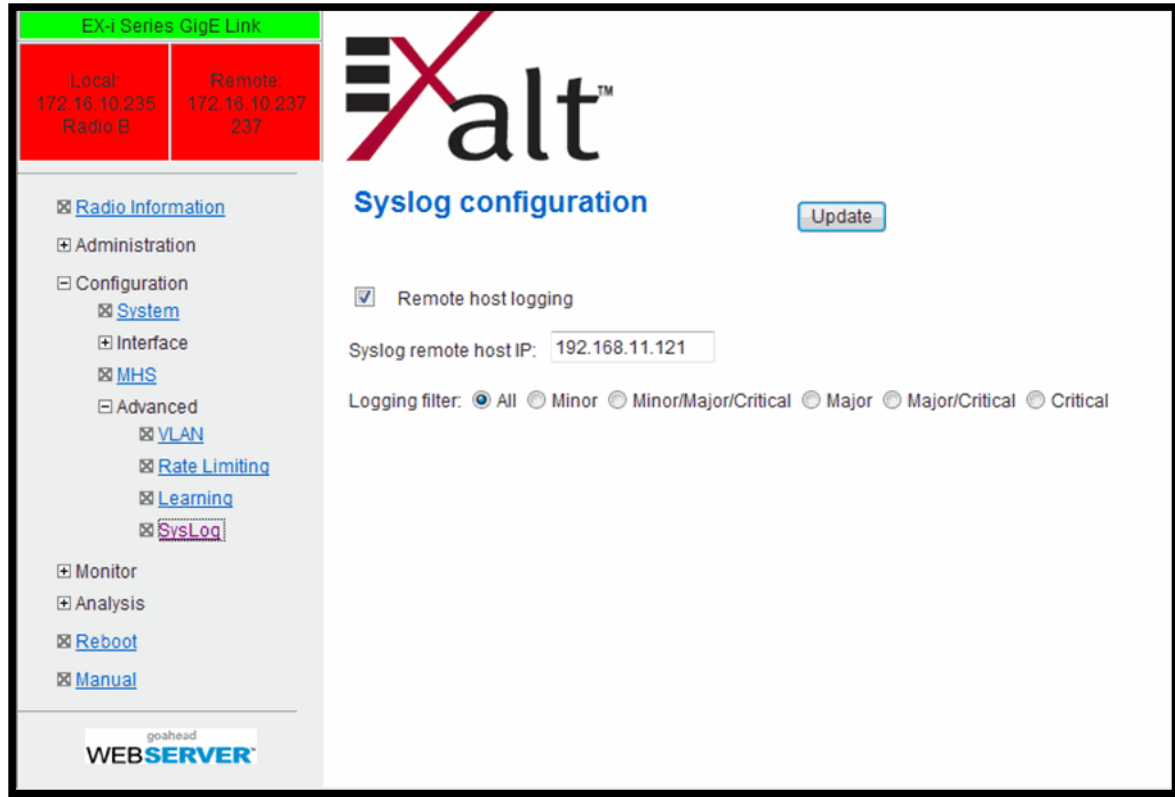 EX-i Series GigE Link
Local:
172.16.10.235
Radio B
Remote:
172.16.10.237
237
Radio Information
Administration
Configuration
System
Interface
MHS
Advanced
VLAN
Rate Limiting
Learning
SysLog
Monitor
Analysis
Reboot
Manual
goahead
WEBSERVER
EXalt™
Syslog configuration
Update
Remote host logging
Syslog remote host IP: 192.168.11.121
Logging filter: All Minor Minor/Major/Critical Major Major/Critical Critical